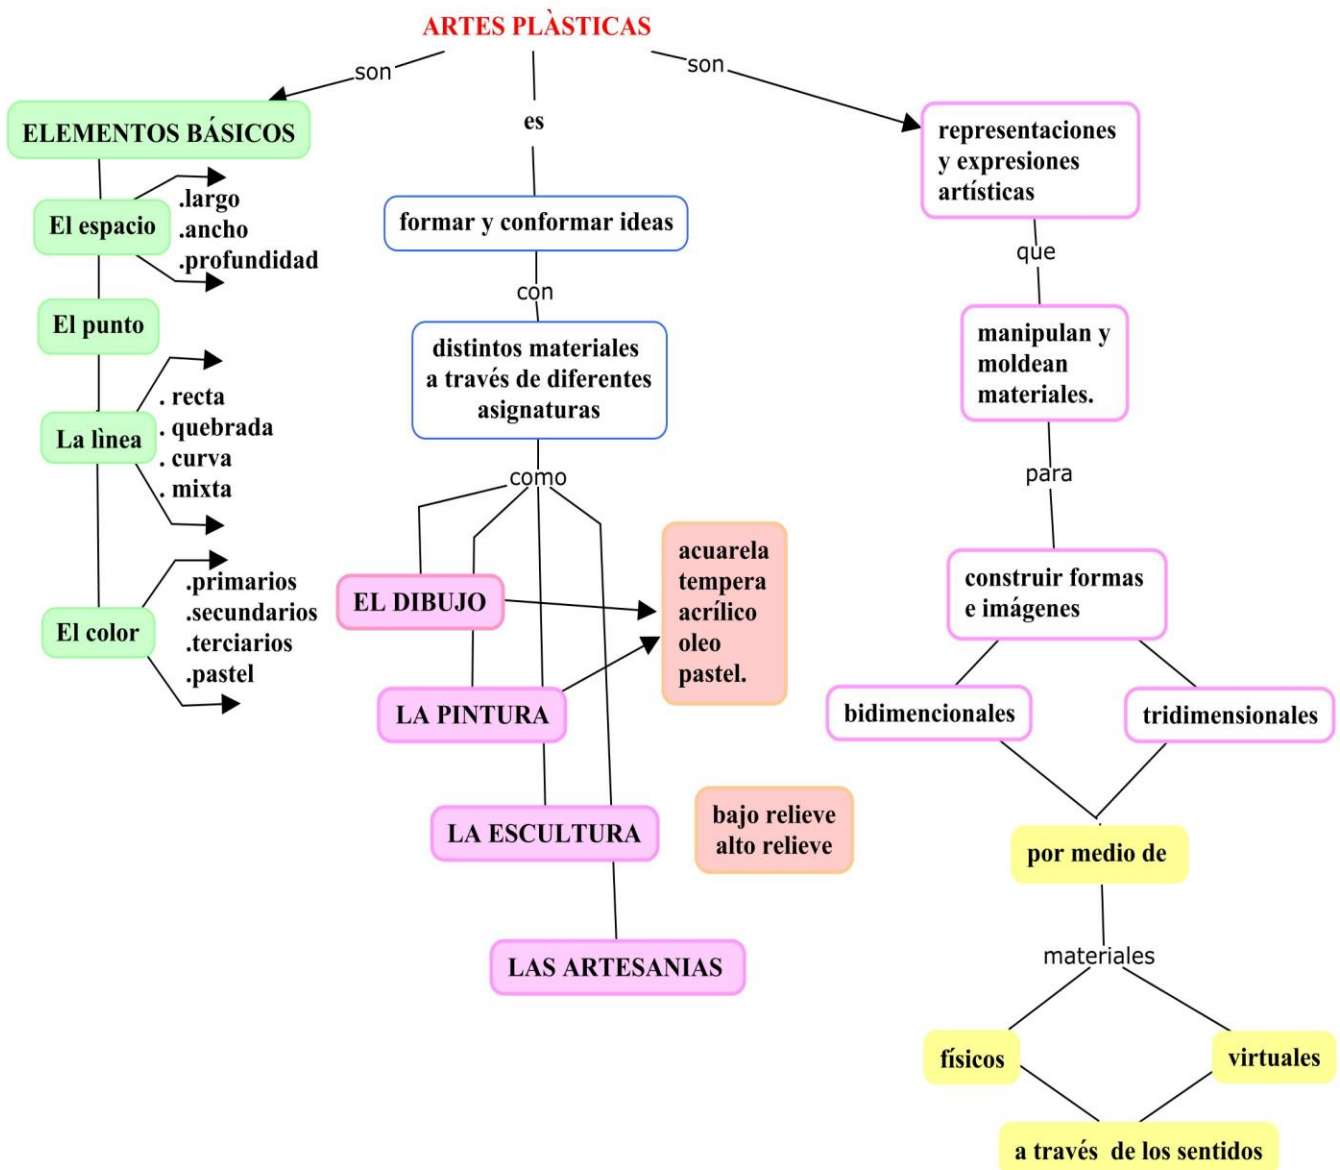 ARTES PLÀSTICAS
son
ELEMENTOS BÁSICOS
El espacio
.largo
.ancho
.profundidad
El punto
La lìnea
. recta
. quebrada
. curva
. mixta
El color
.primarios
.secundarios
.terciarios
.pastel
es
formar y conformar ideas
con
distintos materiales
a través de diferentes
asignaturas
como
EL DIBUJO
LA PINTURA
acuarela
tempera
acrílico
oleo
pastel.
LA ESCULTURA
bajo relieve
alto relieve
LAS ARTESANIAS
son
representaciones
y expresiones
artísticas
que
manipulan y
moldean
materiales.
para
construir formas
e imágenes
bidimencionales
tridimensionales
por medio de
materiales
físicos
virtuales
a través de los sentidos